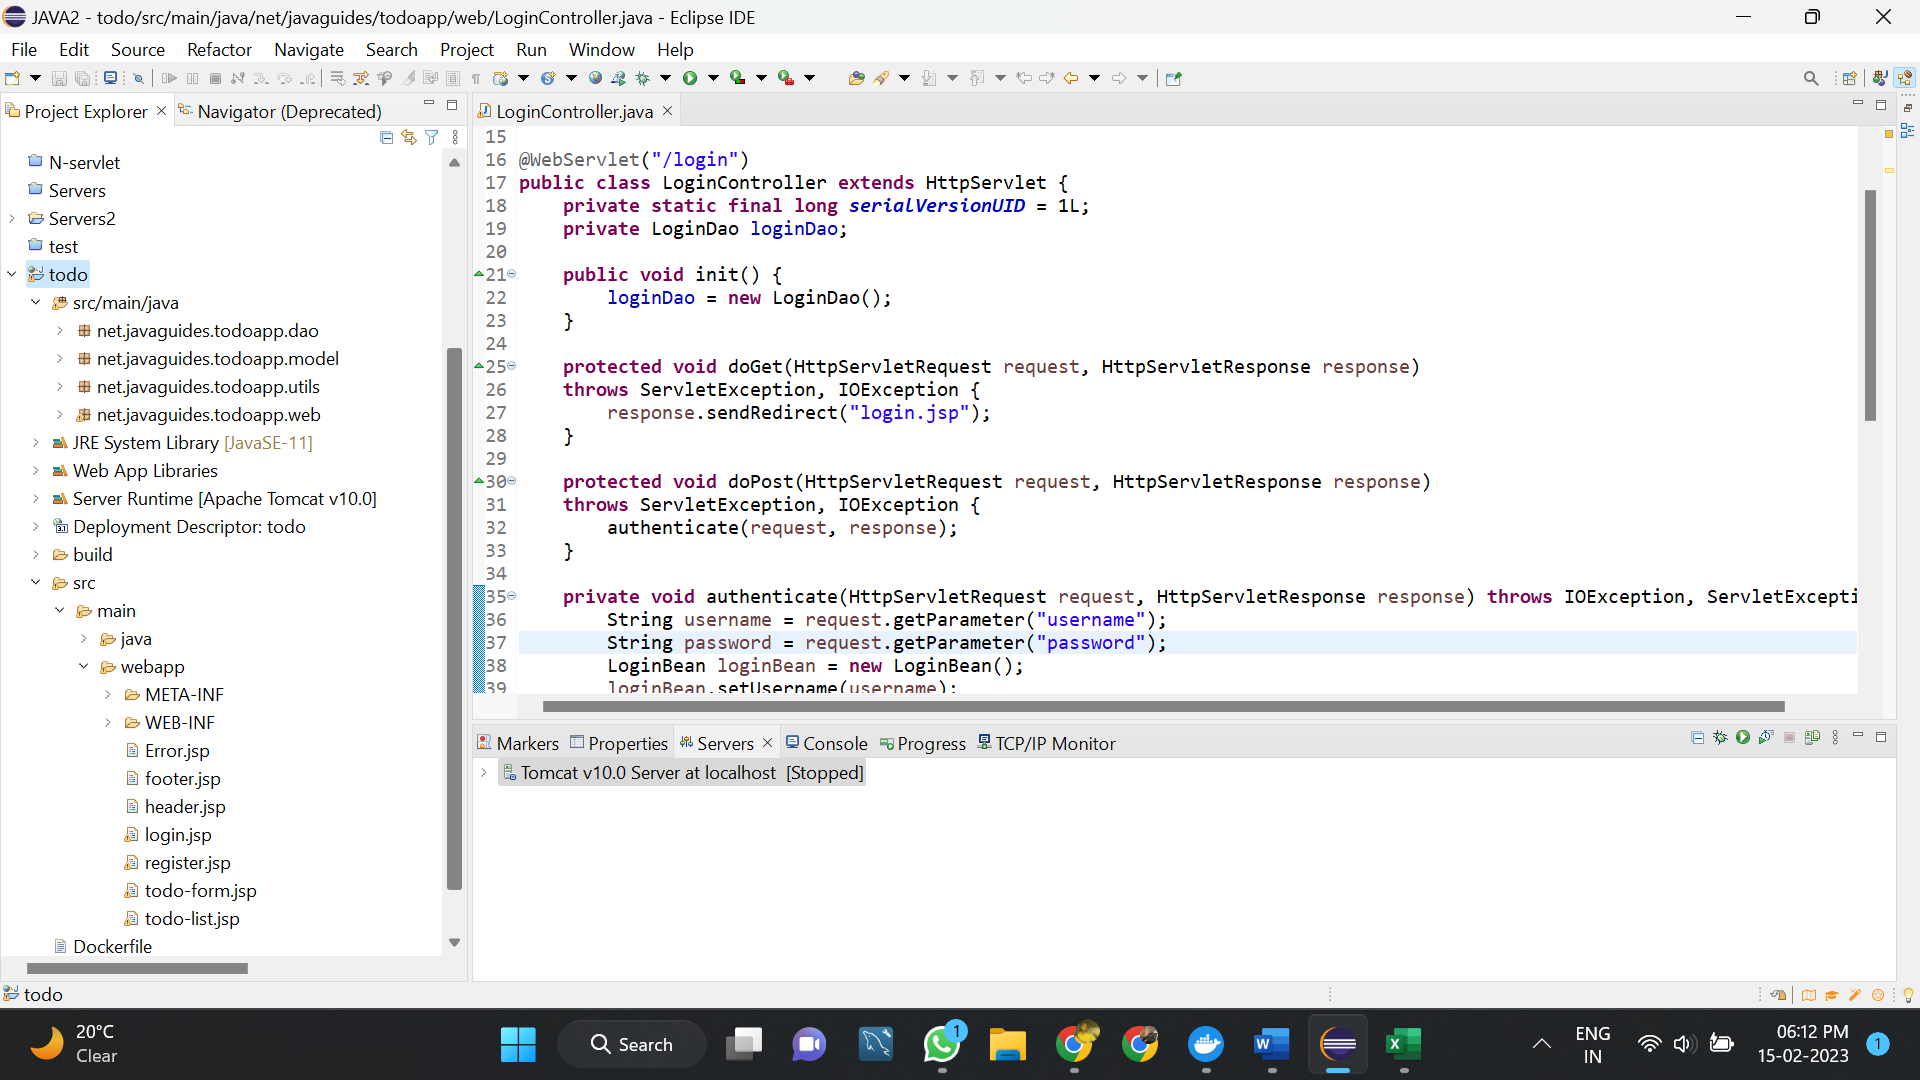 JAVA2 - todo/src/main/java/net/javaguides/todoapp/web/LoginController.java - Eclipse IDE
File Edit Source Refactor Navigate Search Project Run Window Help
Project Explorer
Navigator (Deprecated)
N-servlet
Servers
Servers2
test
todo
src/main/java
net.javaguides.todoapp.dao
net.javaguides.todoapp.model
net.javaguides.todoapp.utils
net.javaguides.todoapp.web
JRE System Library [JavaSE-11]
Web App Libraries
Server Runtime [Apache Tomcat v10.0]
Deployment Descriptor: todo
build
src
main
java
webapp
META-INF
WEB-INF
Error.jsp
footer.jsp
header.jsp
login.jsp
register.jsp
todo-form.jsp
todo-list.jsp
Dockerfile
LoginController.java
15
16 @WebServlet("/login")
17 public class LoginController extends HttpServlet {
18 private static final long serialVersionUID = 1L;
19 private LoginDao loginDao;
20
21 public void init() {
22 loginDao = new LoginDao();
23 }
24
25 protected void doGet(HttpServletRequest request, HttpServletResponse response)
26 throws ServletException, IOException {
27 response.sendRedirect("login.jsp");
28 }
29
30 protected void doPost(HttpServletRequest request, HttpServletResponse response)
31 throws ServletException, IOException {
32 authenticate(request, response);
33 }
34
35 private void authenticate(HttpServletRequest request, HttpServletResponse response) throws IOException, ServletExcepti
36 String username = request.getParameter("username");
37 String password = request.getParameter("password");
38 LoginBean loginBean = new LoginBean();
39 loginBean.setUsername(username);
Markers Properties Servers Console Progress TCP/IP Monitor
Tomcat v10.0 Server at localhost [Stopped]
todo
20°C
Clear
Search
1
ENG
IN
06:12 PM
15-02-2023
1